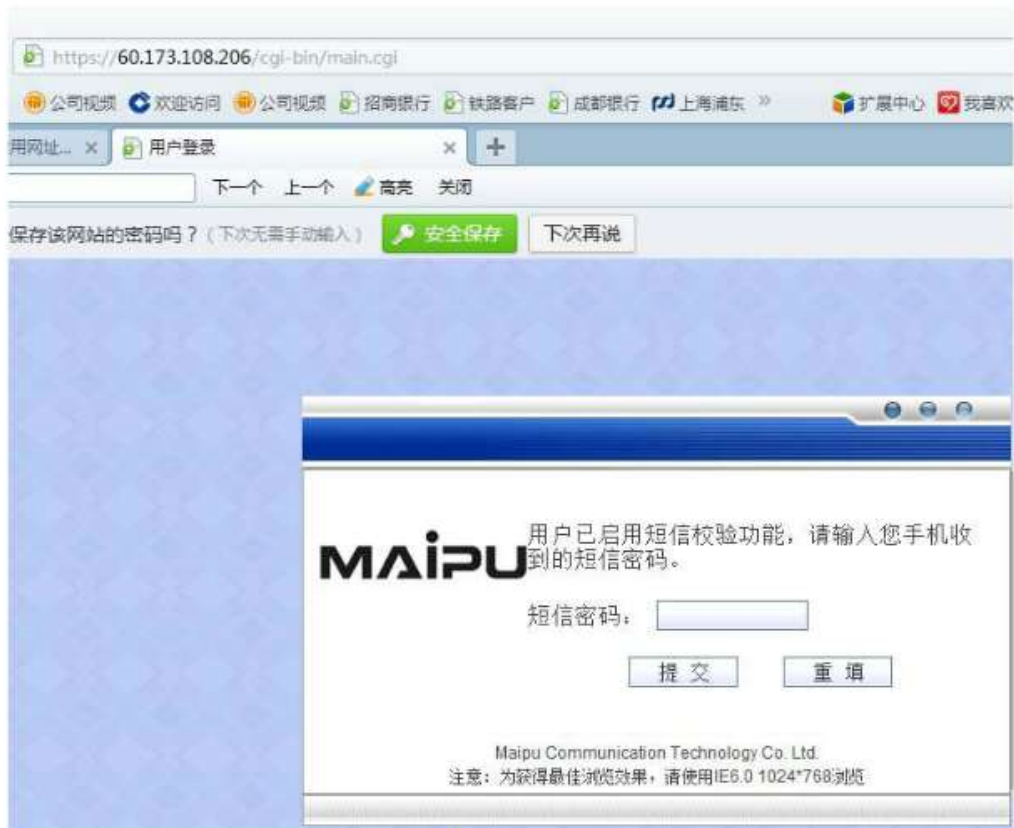 https://60.173.108.206/cgi-bin/main.cgi
公司视频 欢迎访问 公司视频 招商银行 铁路客户 成都银行 上海浦东 » 扩展中心 我喜欢
用网址... × 用户登录 × +
下一个 上一个 高亮 关闭
保存该网站的密码吗？(下次无需手动输入) 安全保存 下次再说
MAiPU
用户已启用短信校验功能，请输入您手机收
到的短信密码。
短信密码：
提 交 重 填
Maipu Communication Technology Co. Ltd.
注意：为获得最佳浏览效果，请使用IE6.0 1024*768浏览